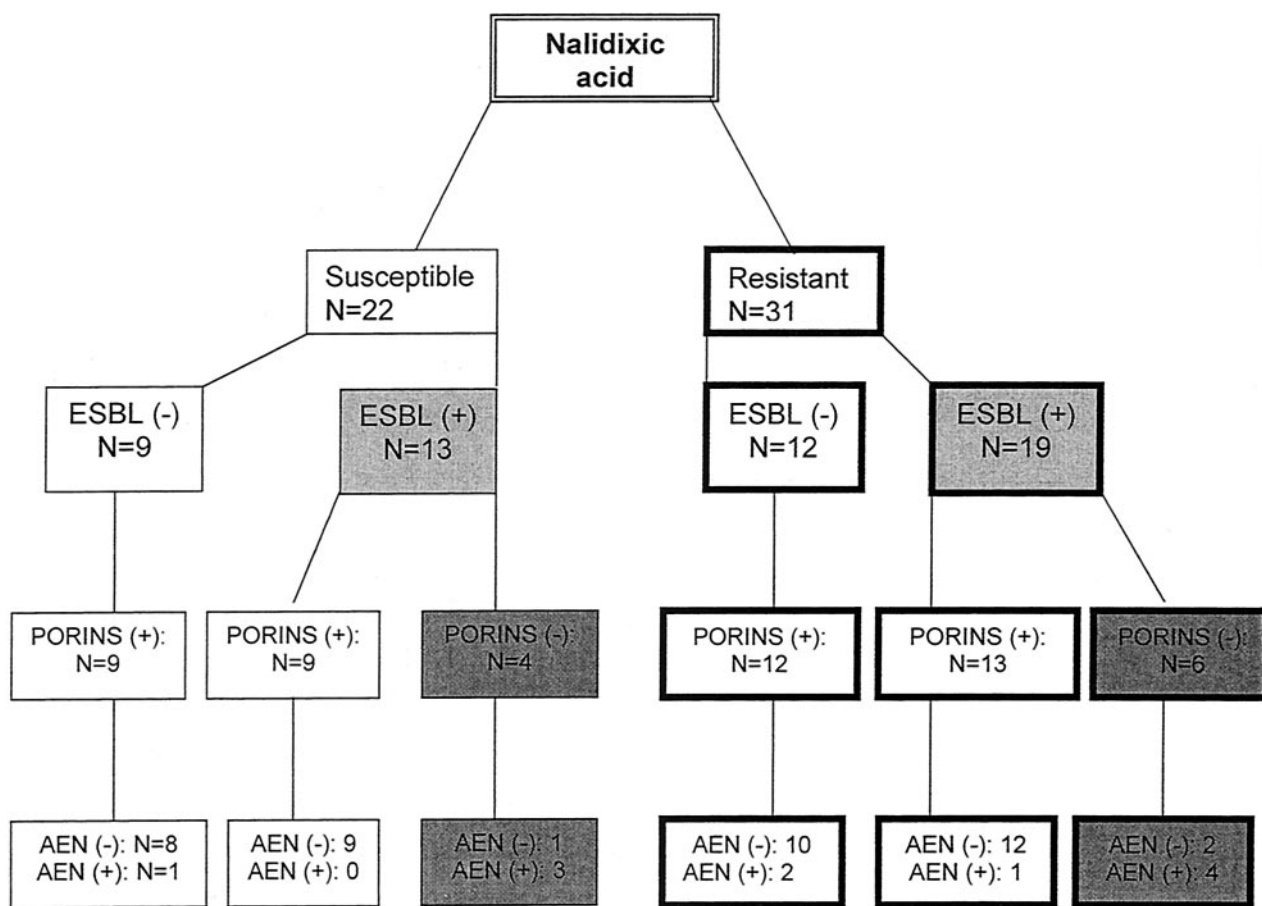 Nalidixic
acid
Susceptible
N=22
Resistant
N=31
ESBL (-)
N=9
ESBL (+)
N=13
ESBL (-)
N=12
ESBL (+)
N=19
PORINS (+):
N=9
PORINS (+):
N=9
PORINS (-):
N=4
PORINS (+):
N=12
PORINS (+):
N=13
PORINS (-):
N=6
AEN (-): N=8
AEN (+): N=1
AEN (-): 9
AEN (+): 0
AEN (-): 1
AEN (+): 3
AEN (-): 10
AEN (+): 2
AEN (-): 12
AEN (+): 1
AEN (-): 2
AEN (+): 4